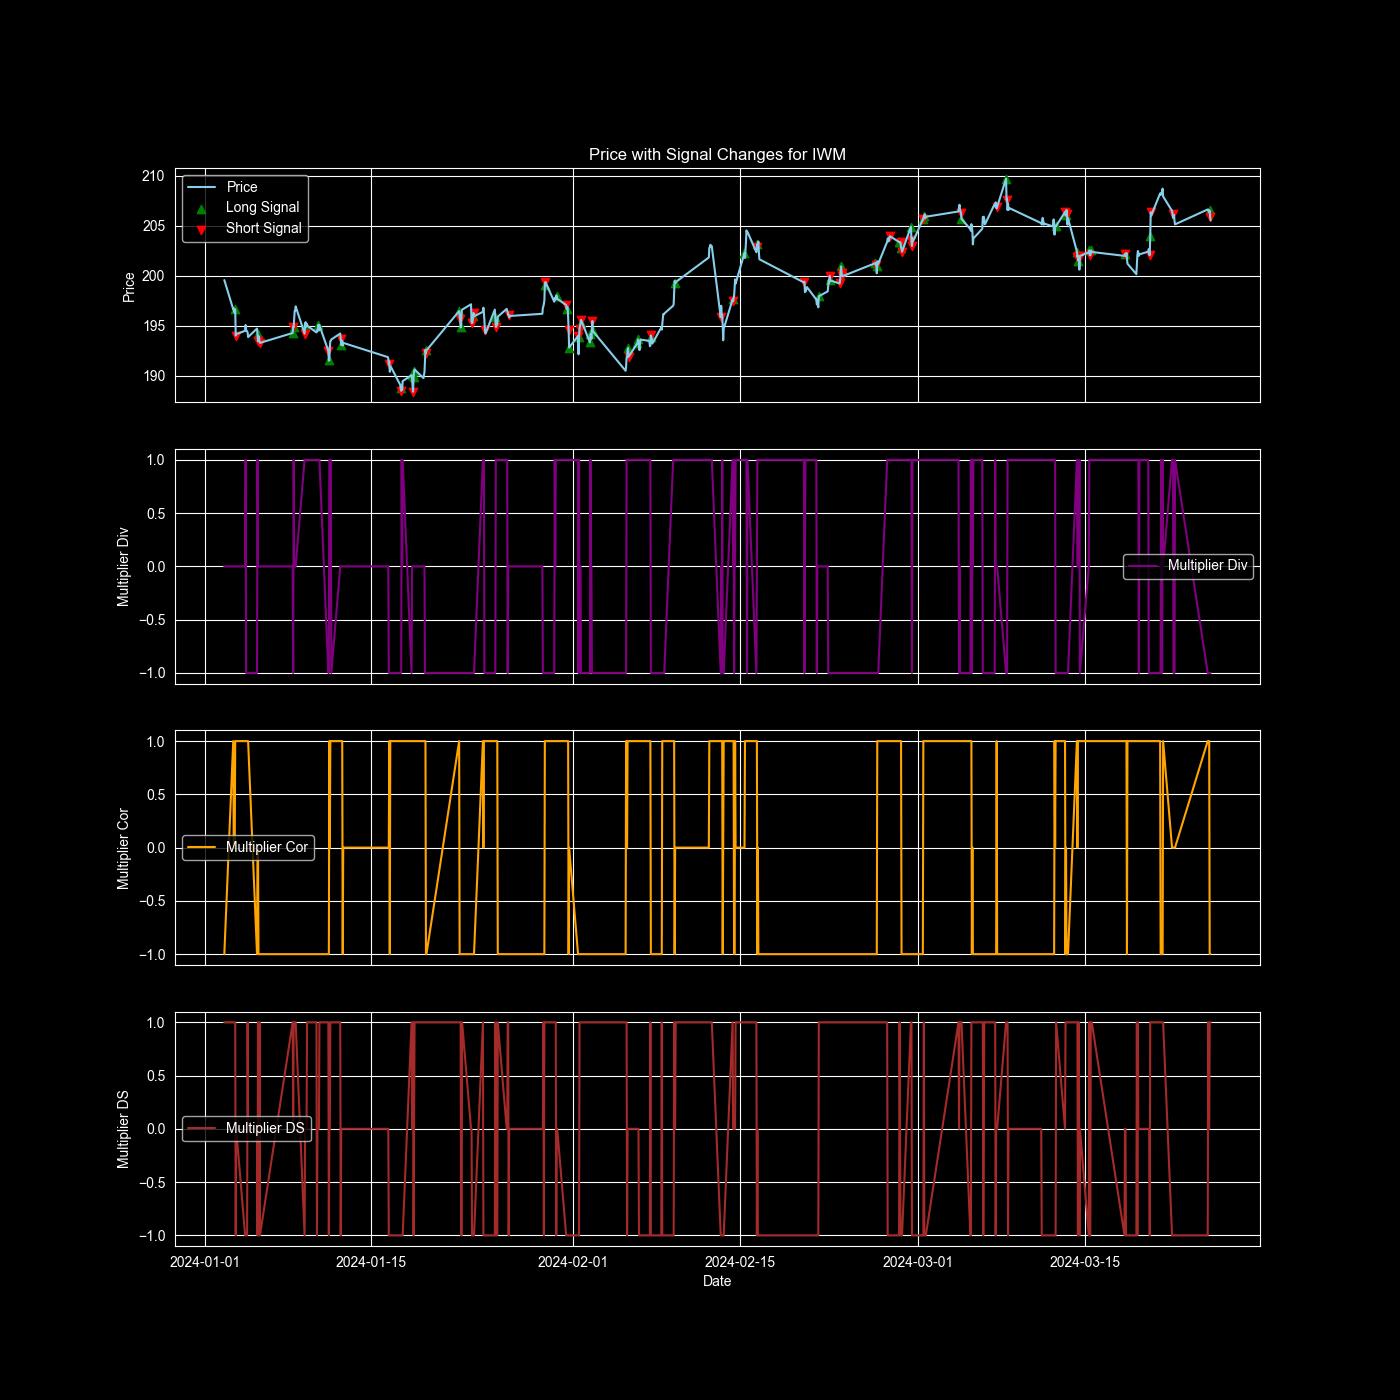 Price with Signal Changes for IWM
210
205
200
195
190
Price
Price
Long Signal
Short Signal
1.0
0.5
0.0
−0.5
−1.0
Multiplier Div
Multiplier Div
1.0
0.5
0.0
−0.5
−1.0
Multiplier Cor
Multiplier Cor
1.0
0.5
0.0
−0.5
−1.0
Multiplier DS
Multiplier DS
2024-01-01 2024-01-15 2024-02-01 2024-02-15 2024-03-01 2024-03-15
Date